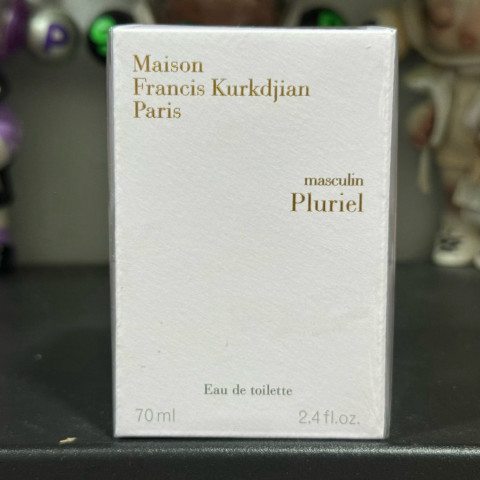 Maison
Francis Kurkdjian
Paris
masculin
Pluriel
Eau de toilette
70 ml
2.4 fl.oz.